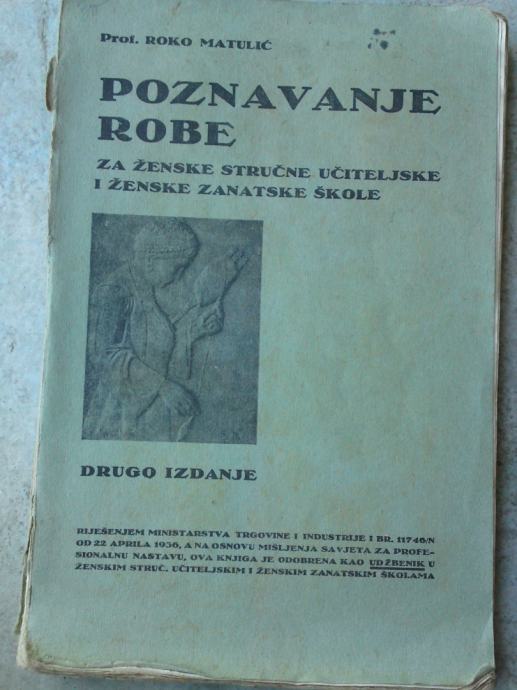 Prof. ROKO MATULIĆ
POZNAVANJE
ROBE
ZA ŽENSKE STRUČNE UČITELJSKE
I ŽENSKE ZANATSKE ŠKOLE
DRUGO IZDANJE
RIJEŠENJEM MINISTARSTVA TRGOVINE I INDUSTRIJE I BR. 11746/N
OD 22 APRILA 1936, A NA OSNOVU MIŠLJENJA SAVJETA ZA PROFE-
SIONALNU NASTAVU, OVA KNJIGA JE ODOBRENA KAO UDŽBENIK U
ŽENSKIM STRUČ. UČITELJSKIM I ŽENSKIM ZANATSKIM ŠKOLAMA